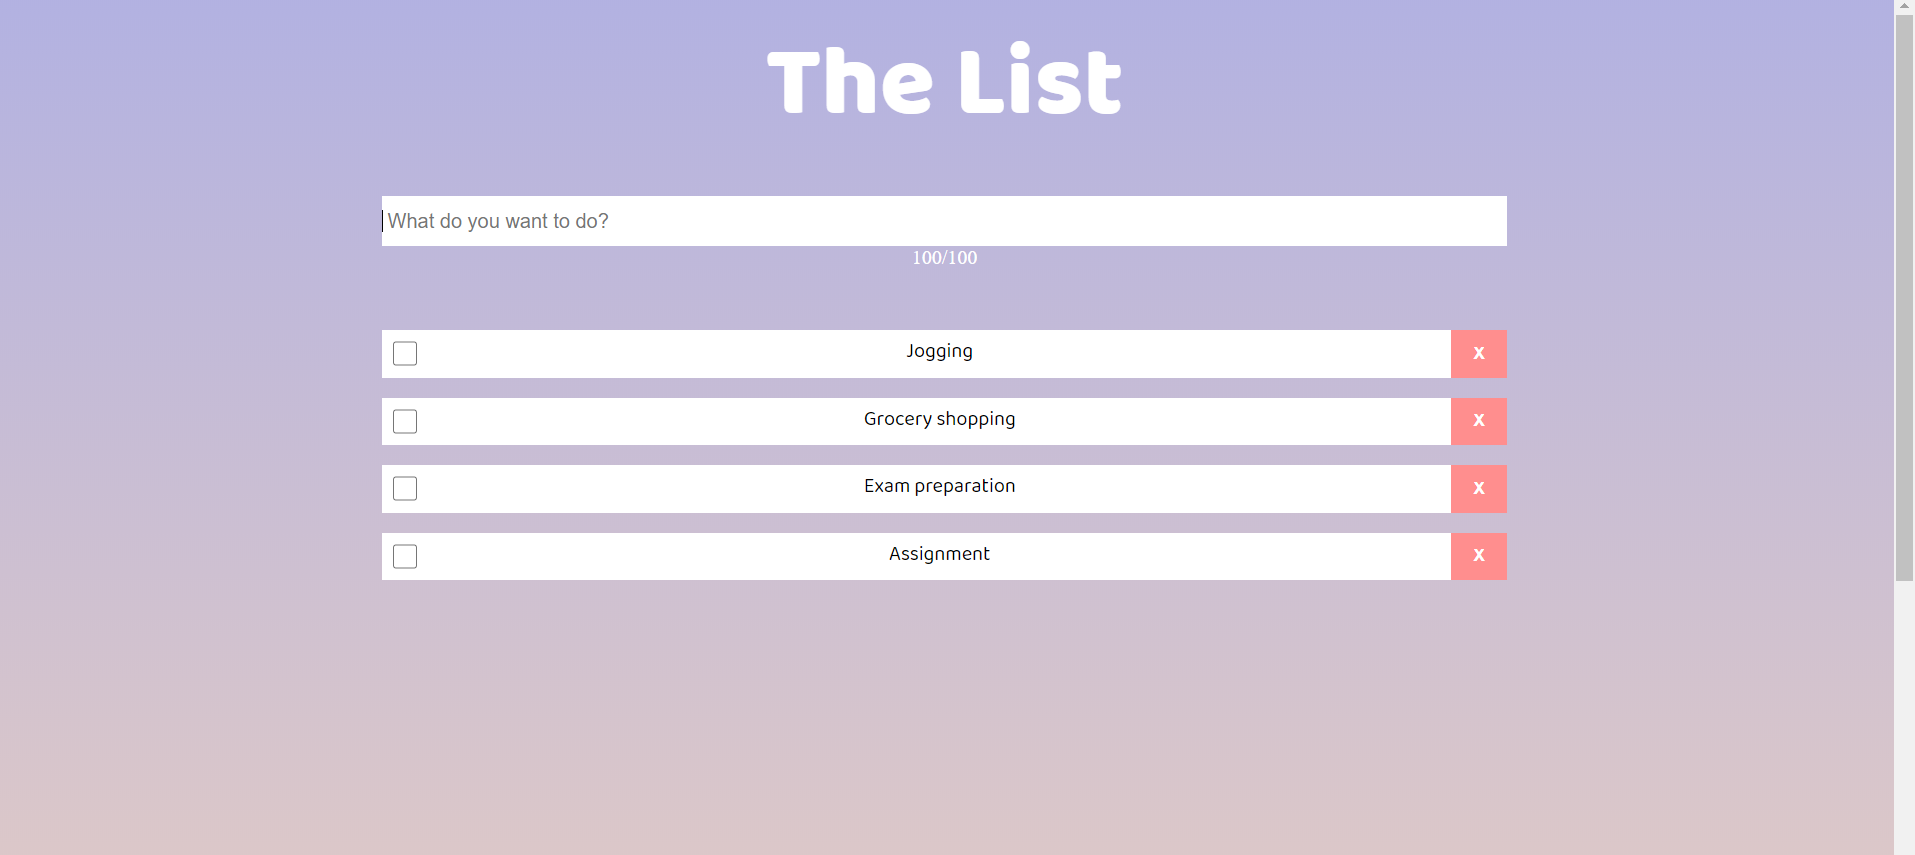 The List
What do you want to do?
100/100
Jogging x
Grocery shopping x
Exam preparation x
Assignment x